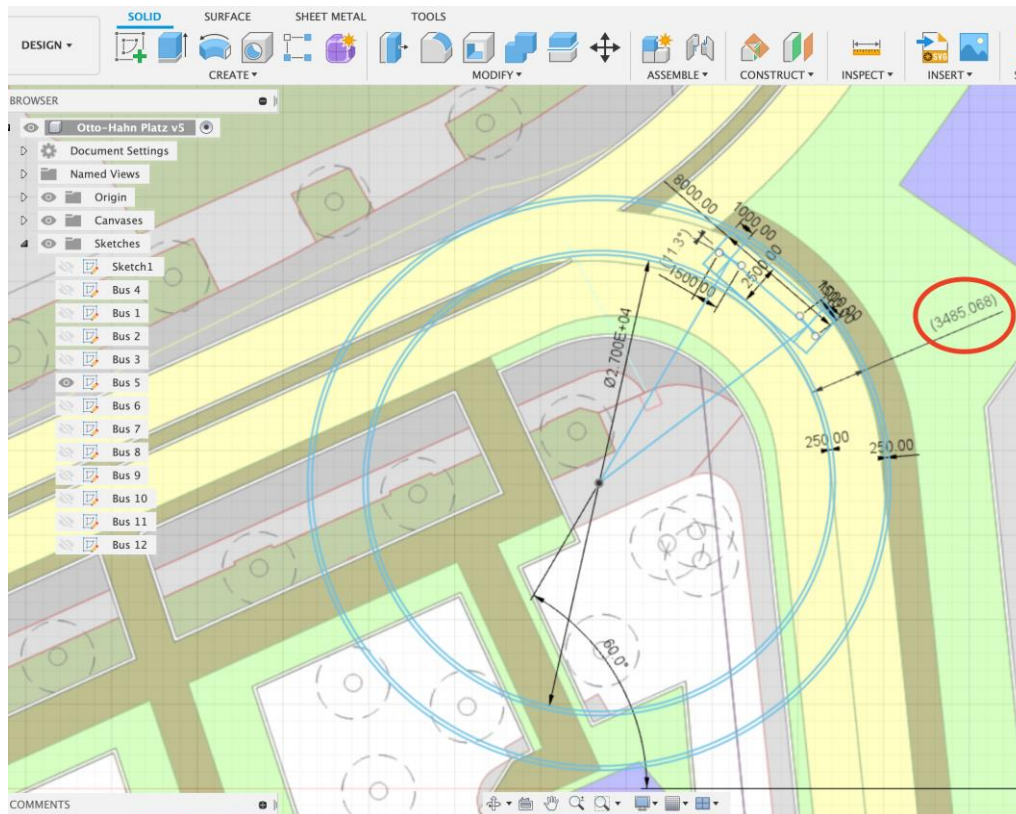 SOLID SURFACE SHEET METAL TOOLS
DESIGN ▾
CREATE ▾ MODIFY ▾ ASSEMBLE ▾ CONSTRUCT ▾ INSPECT ▾ INSERT ▾
BROWSER
Otto-Hahn Platz v5
Document Settings
Named Views
Origin
Canvases
Sketches
Sketch1
Bus 4
Bus 1
Bus 2
Bus 3
Bus 5
Bus 6
Bus 7
Bus 8
Bus 9
Bus 10
Bus 11
Bus 12
8000.00
1000.00
(11.3°)
1500.00
2500.00
(3485.068)
Ø2.700E+04
250.00
250.00
60.0°
COMMENTS